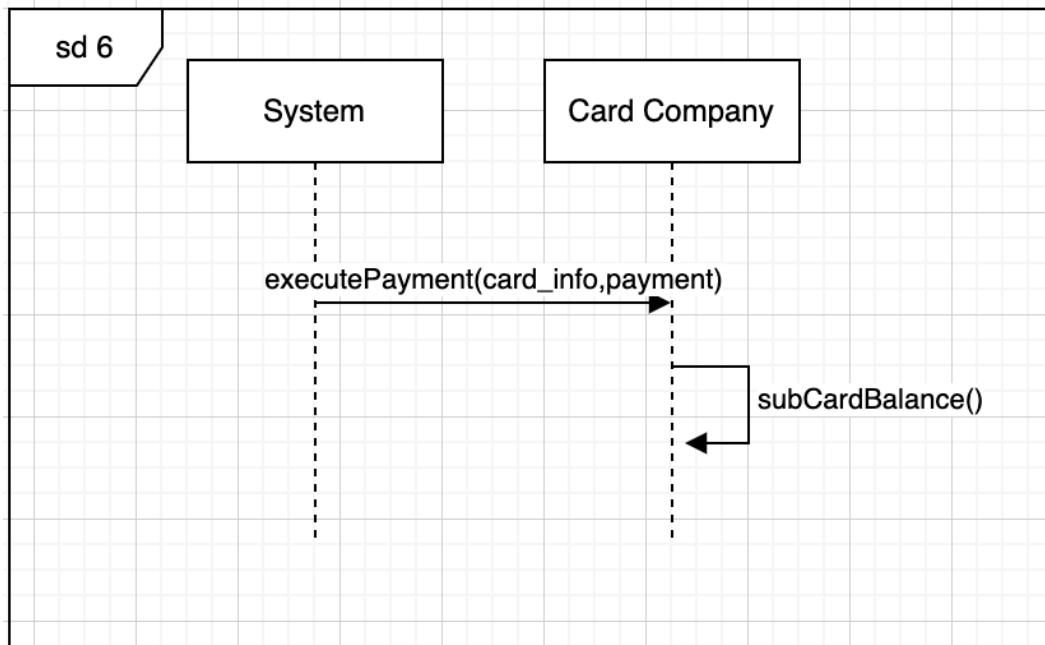 sd 6
System
Card Company
executePayment(card_info,payment)
subCardBalance()